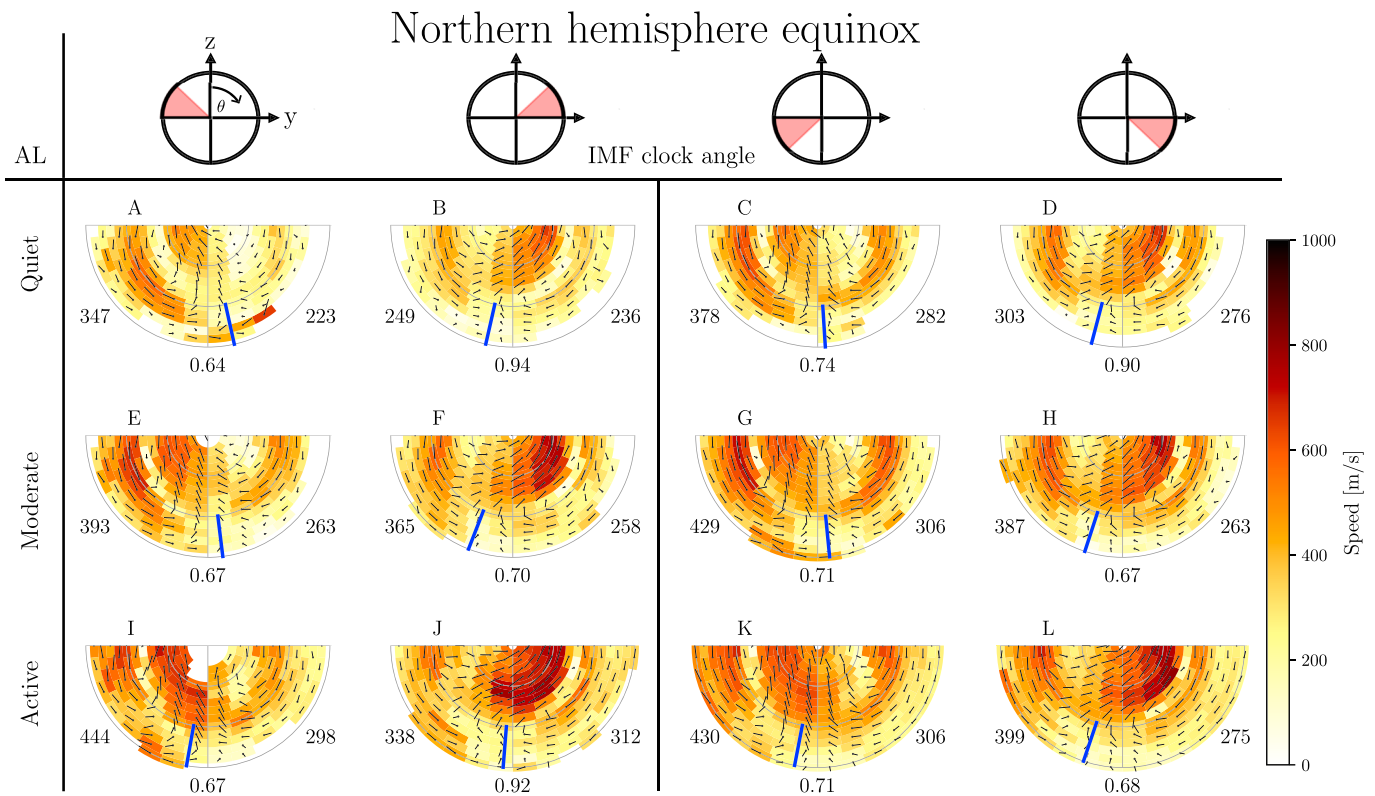 Northern hemisphere equinox
z
θ
y
AL
IMF clock angle
Quiet
A
B
C
D
347
223
249
236
378
282
303
276
0.64
0.94
0.74
0.90
Moderate
E
F
G
H
393
263
365
258
429
306
387
263
0.67
0.70
0.71
0.67
Active
I
J
K
L
444
298
338
312
430
306
399
275
0.67
0.92
0.71
0.68
1000
800
600
400
200
0
Speed [m/s]